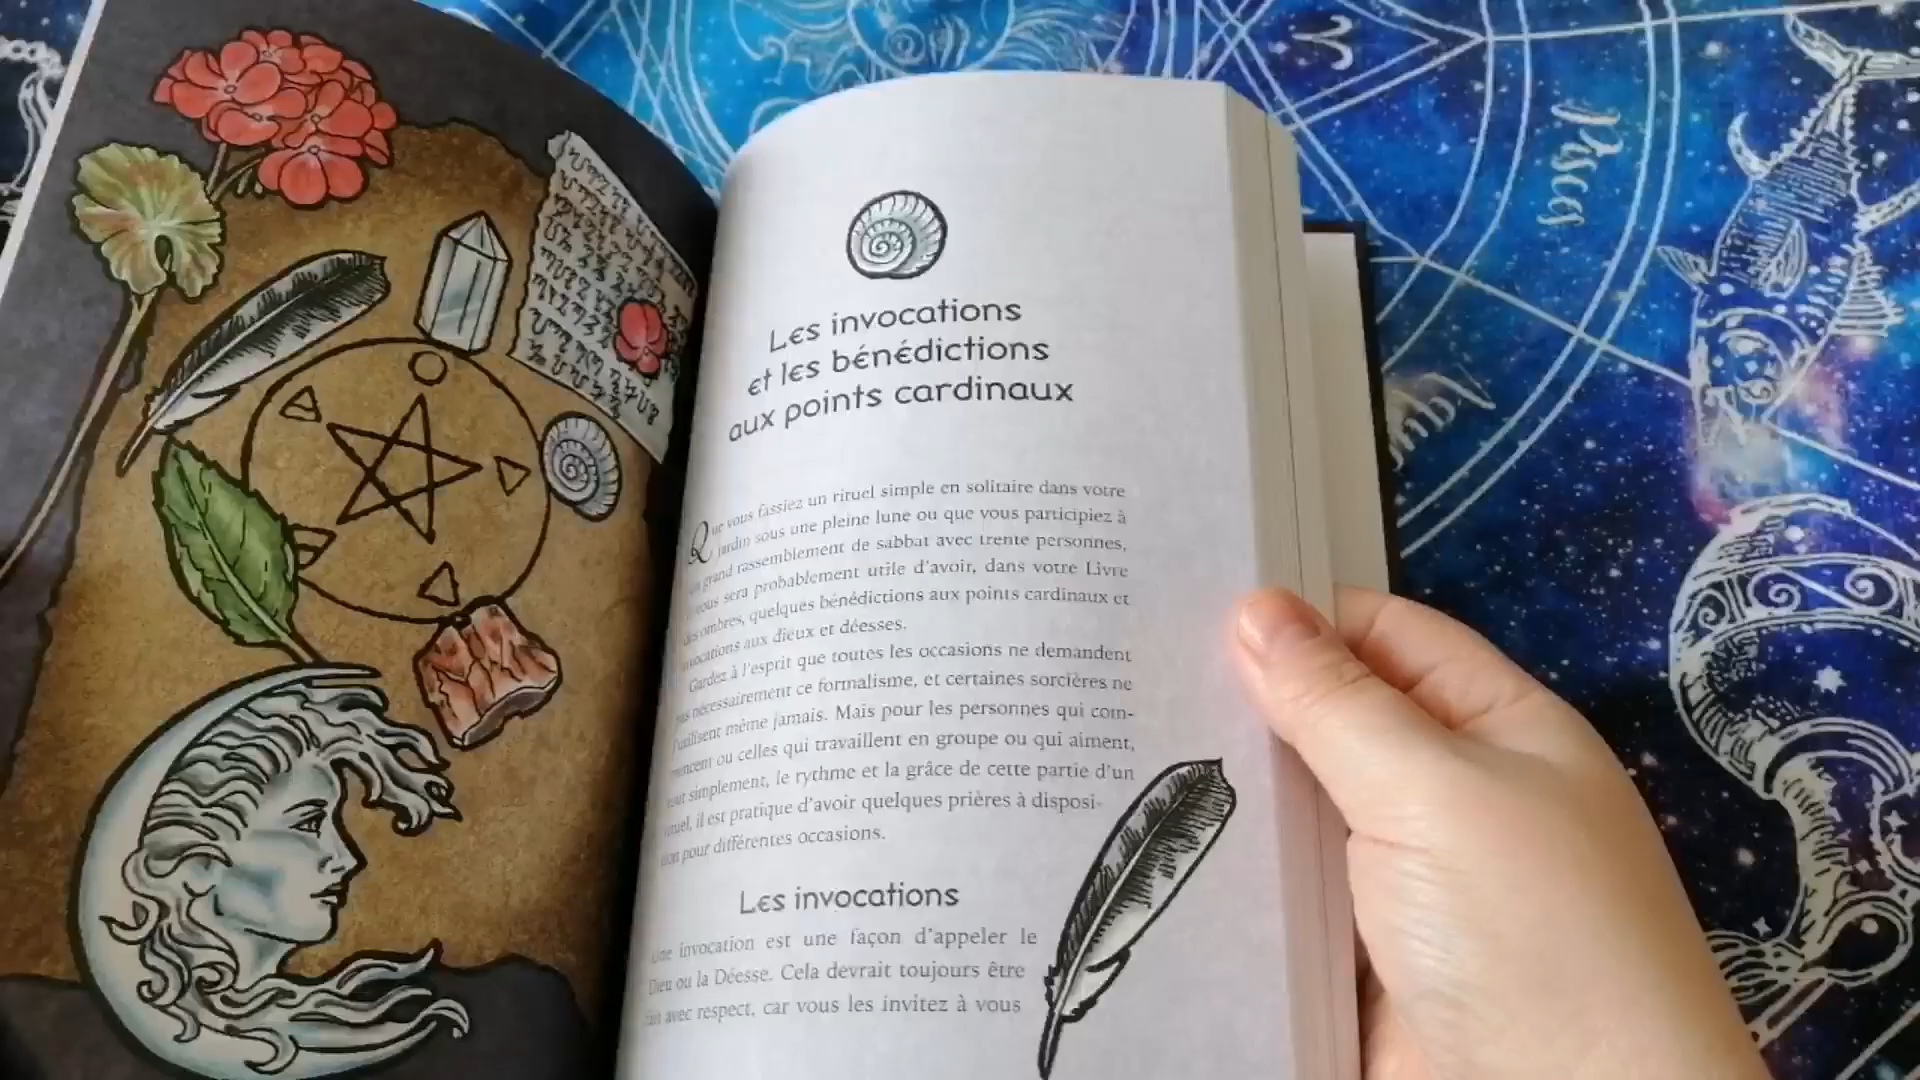 Les invocations
et les bénédictions
aux points cardinaux
Que vous fassiez un rituel simple en solitaire dans votre
jardin sous une pleine lune ou que vous participiez à
un grand rassemblement de sabbat avec trente personnes,
vous sera probablement utile d'avoir, dans votre Livre
des ombres, quelques bénédictions aux points cardinaux et
invocations aux dieux et déesses.
Gardez à l'esprit que toutes les occasions ne demandent
pas nécessairement ce formalisme, et certaines sorcières ne
l'utilisent même jamais. Mais pour les personnes qui com-
mencent ou celles qui travaillent en groupe ou qui aiment,
tout simplement, le rythme et la grâce de cette partie d'un
rituel, il est pratique d'avoir quelques prières à disposi-
tion pour différentes occasions.
Les invocations
Une invocation est une façon d'appeler le
Dieu ou la Déesse. Cela devrait toujours être
fait avec respect, car vous les invitez à vous
Pisces